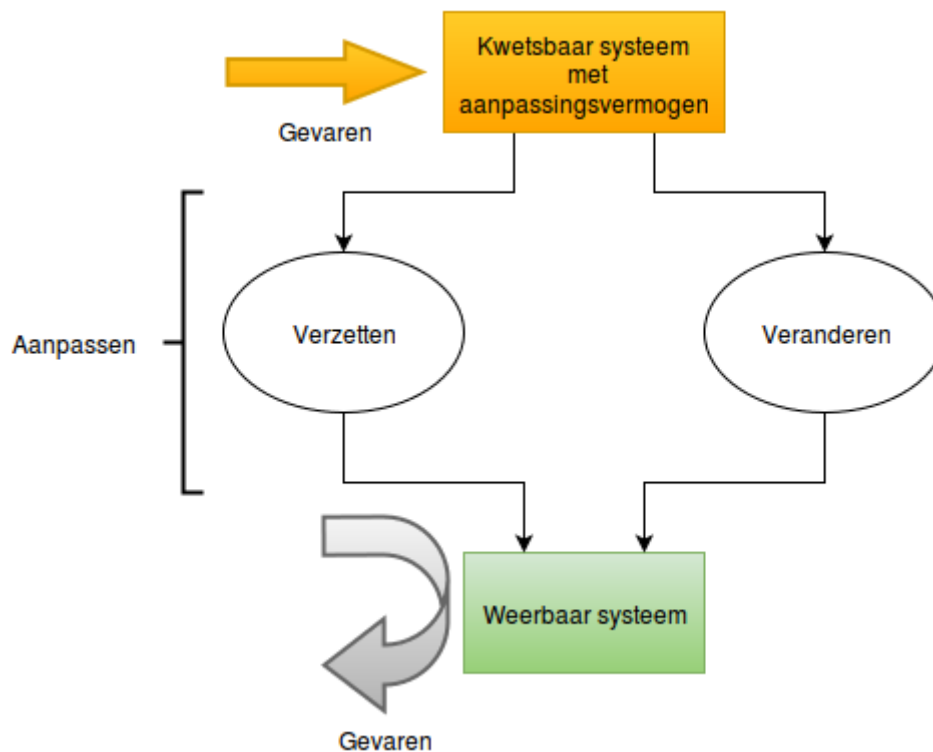 Kwetsbaar systeem
met
aanpassingsvermogen
Gevaren
Aanpassen
Verzetten
Veranderen
Weerbaar systeem
Gevaren